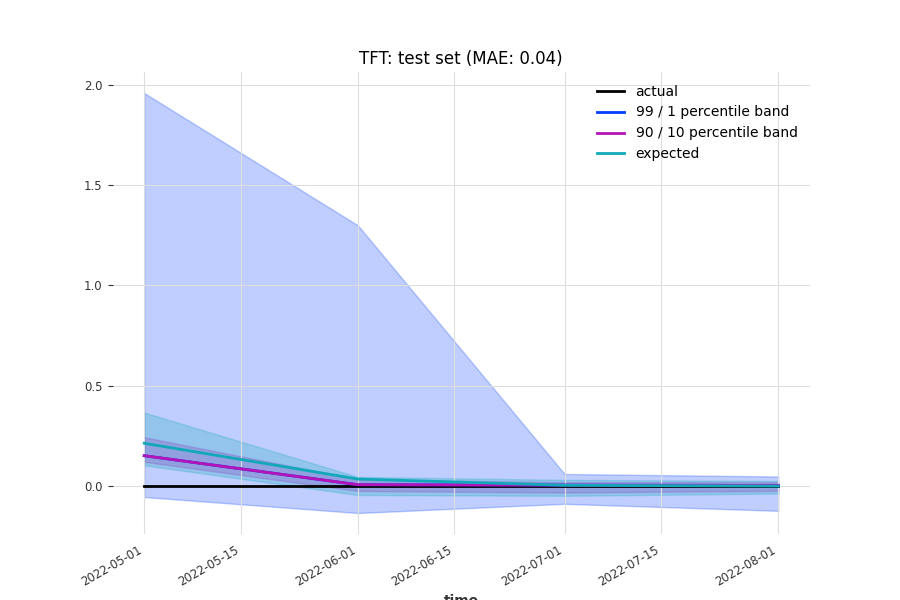 TFT: test set (MAE: 0.04)
actual
99 / 1 percentile band
90 / 10 percentile band
expected
2.0
1.5
1.0
0.5
0.0
2022-05-01
2022-05-15
2022-06-01
2022-06-15
2022-07-01
2022-07-15
2022-08-01
time